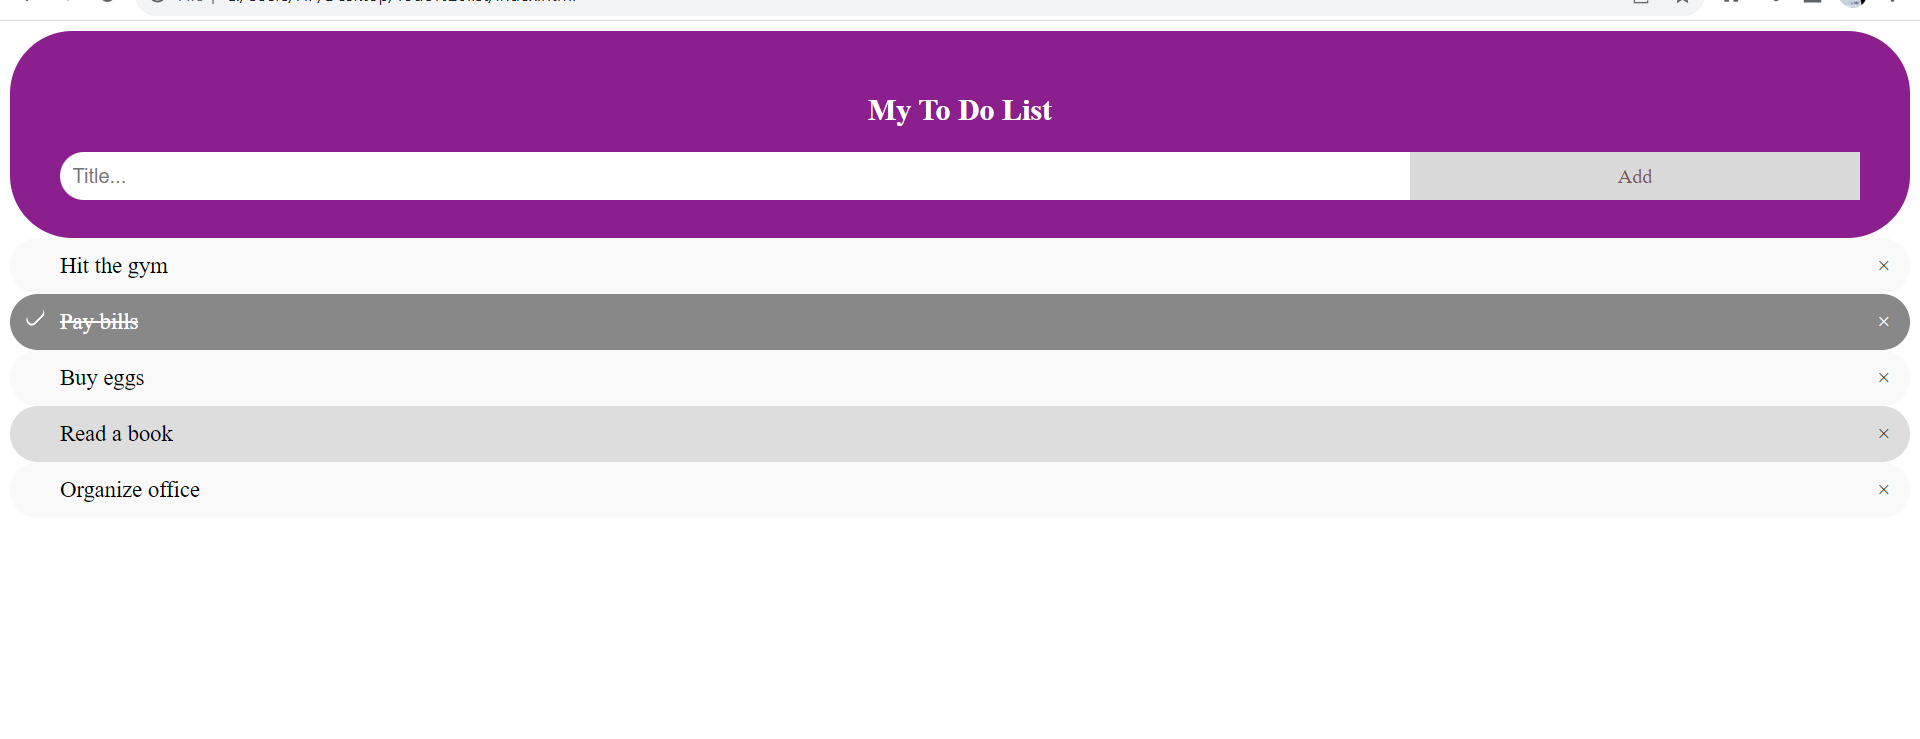 My To Do List
Title...
Add
Hit the gym
×
Pay bills
×
Buy eggs
×
Read a book
×
Organize office
×